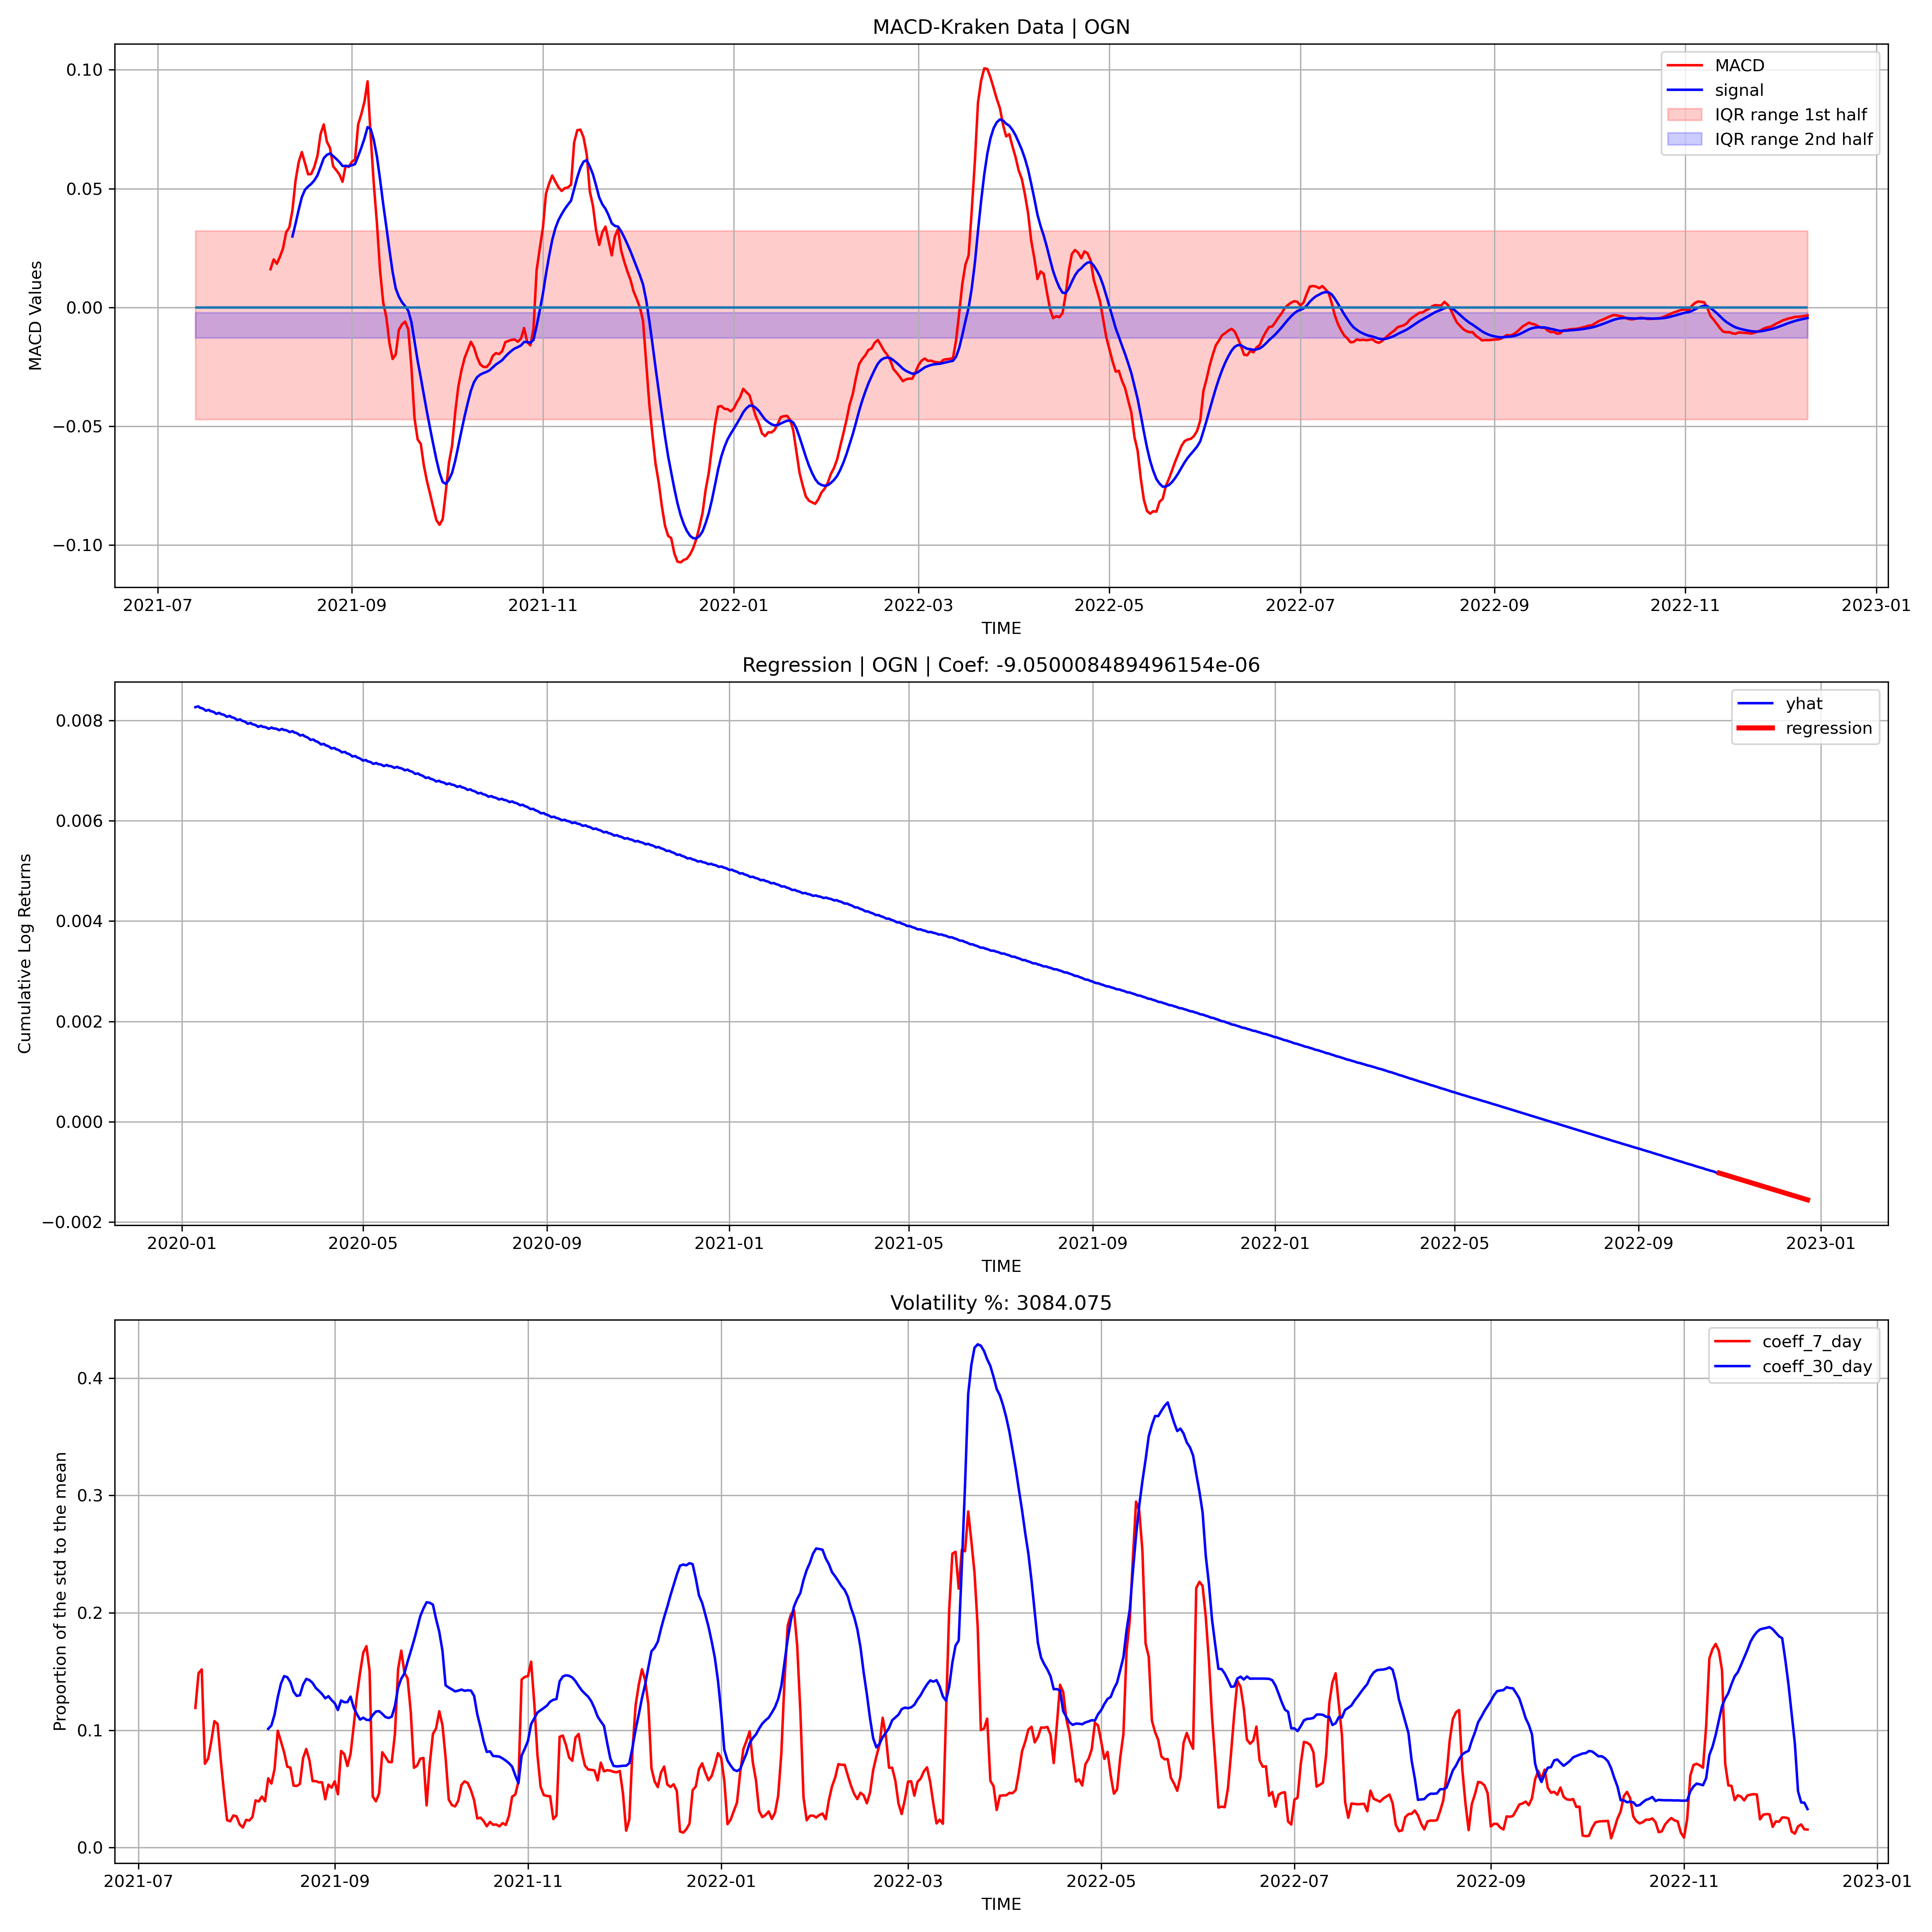 MACD-Kraken Data | OGN
MACD Values
0.10
0.05
0.00
−0.05
−0.10
MACD
signal
IQR range 1st half
IQR range 2nd half
2021-07 2021-09 2021-11 2022-01 2022-03 2022-05 2022-07 2022-09 2022-11 2023-01
TIME
Regression | OGN | Coef: -9.050008489496154e-06
Cumulative Log Returns
0.008
0.006
0.004
0.002
0.000
−0.002
yhat
regression
2020-01 2020-05 2020-09 2021-01 2021-05 2021-09 2022-01 2022-05 2022-09 2023-01
TIME
Volatility %: 3084.075
Proportion of the std to the mean
0.4
0.3
0.2
0.1
0.0
coeff_7_day
coeff_30_day
2021-07 2021-09 2021-11 2022-01 2022-03 2022-05 2022-07 2022-09 2022-11 2023-01
TIME